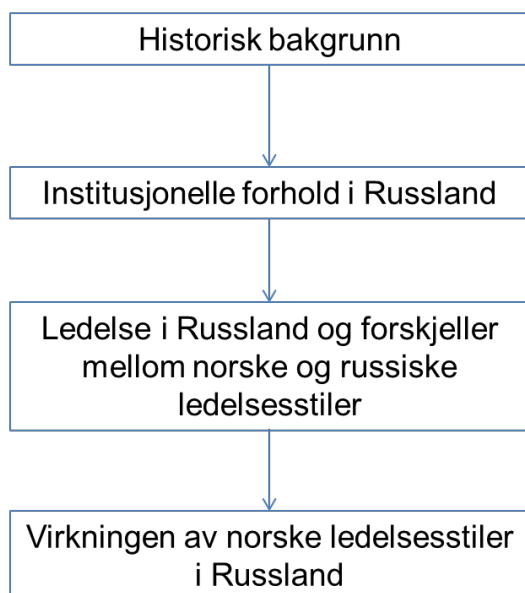 Historisk bakgrunn
Institusjonelle forhold i Russland
Ledelse i Russland og forskjeller
mellom norske og russiske
ledelsesstiler
Virkningen av norske ledelsesstiler
i Russland